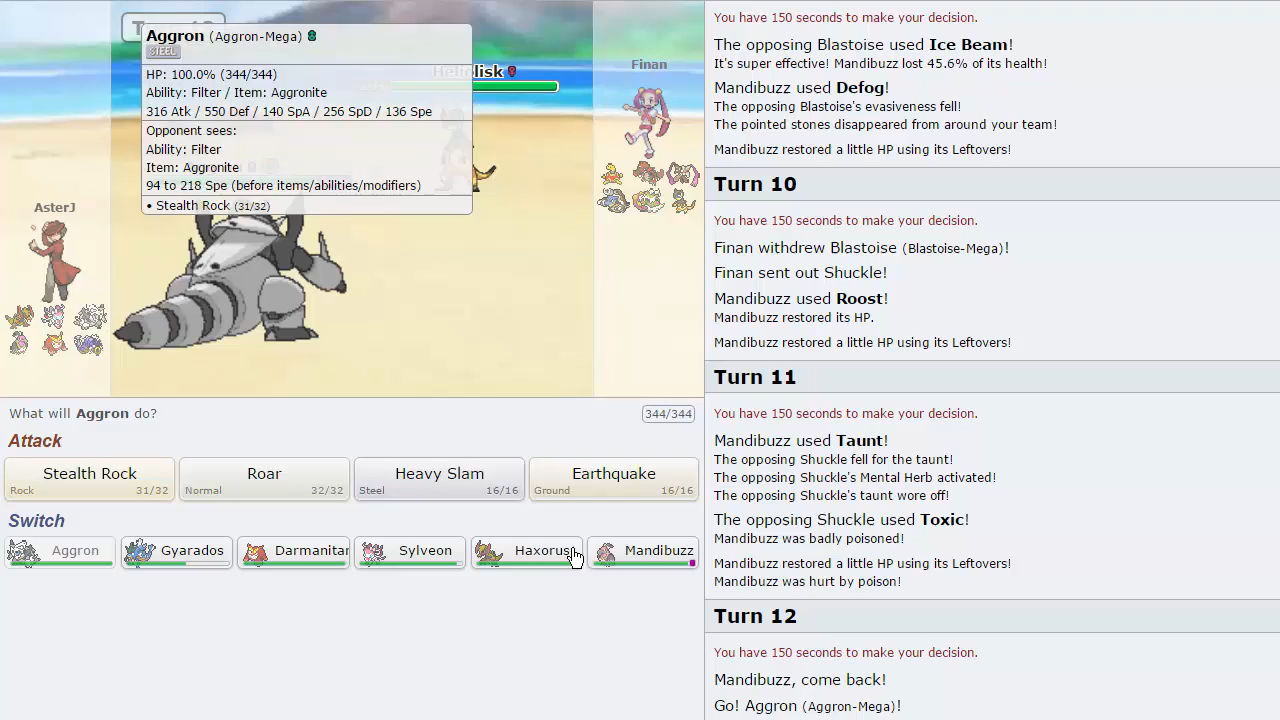 Aggron (Aggron-Mega)
STEEL
HP: 100.0% (344/344)
Ability: Filter / Item: Aggronite
316 Atk / 550 Def / 140 SpA / 256 SpD / 136 Spe
Opponent sees:
Ability: Filter
Item: Aggronite
94 to 218 Spe (before items/abilities/modifiers)
• Stealth Rock (31/32)
Heliolisk
Finan
AsterJ
What will Aggron do?
344/344
Attack
Stealth Rock
Rock 31/32
Roar
Normal 32/32
Heavy Slam
Steel 16/16
Earthquake
Ground 16/16
Switch
Aggron
Gyarados
Darmanitar
Sylveon
Haxorus
Mandibuzz
You have 150 seconds to make your decision.
The opposing Blastoise used Ice Beam!
It's super effective! Mandibuzz lost 45.6% of its health!
Mandibuzz used Defog!
The opposing Blastoise's evasiveness fell!
The pointed stones disappeared from around your team!
Mandibuzz restored a little HP using its Leftovers!
Turn 10
You have 150 seconds to make your decision.
Finan withdrew Blastoise (Blastoise-Mega)!
Finan sent out Shuckle!
Mandibuzz used Roost!
Mandibuzz restored its HP.
Mandibuzz restored a little HP using its Leftovers!
Turn 11
You have 150 seconds to make your decision.
Mandibuzz used Taunt!
The opposing Shuckle fell for the taunt!
The opposing Shuckle's Mental Herb activated!
The opposing Shuckle's taunt wore off!
The opposing Shuckle used Toxic!
Mandibuzz was badly poisoned!
Mandibuzz restored a little HP using its Leftovers!
Mandibuzz was hurt by poison!
Turn 12
You have 150 seconds to make your decision.
Mandibuzz, come back!
Go! Aggron (Aggron-Mega)!